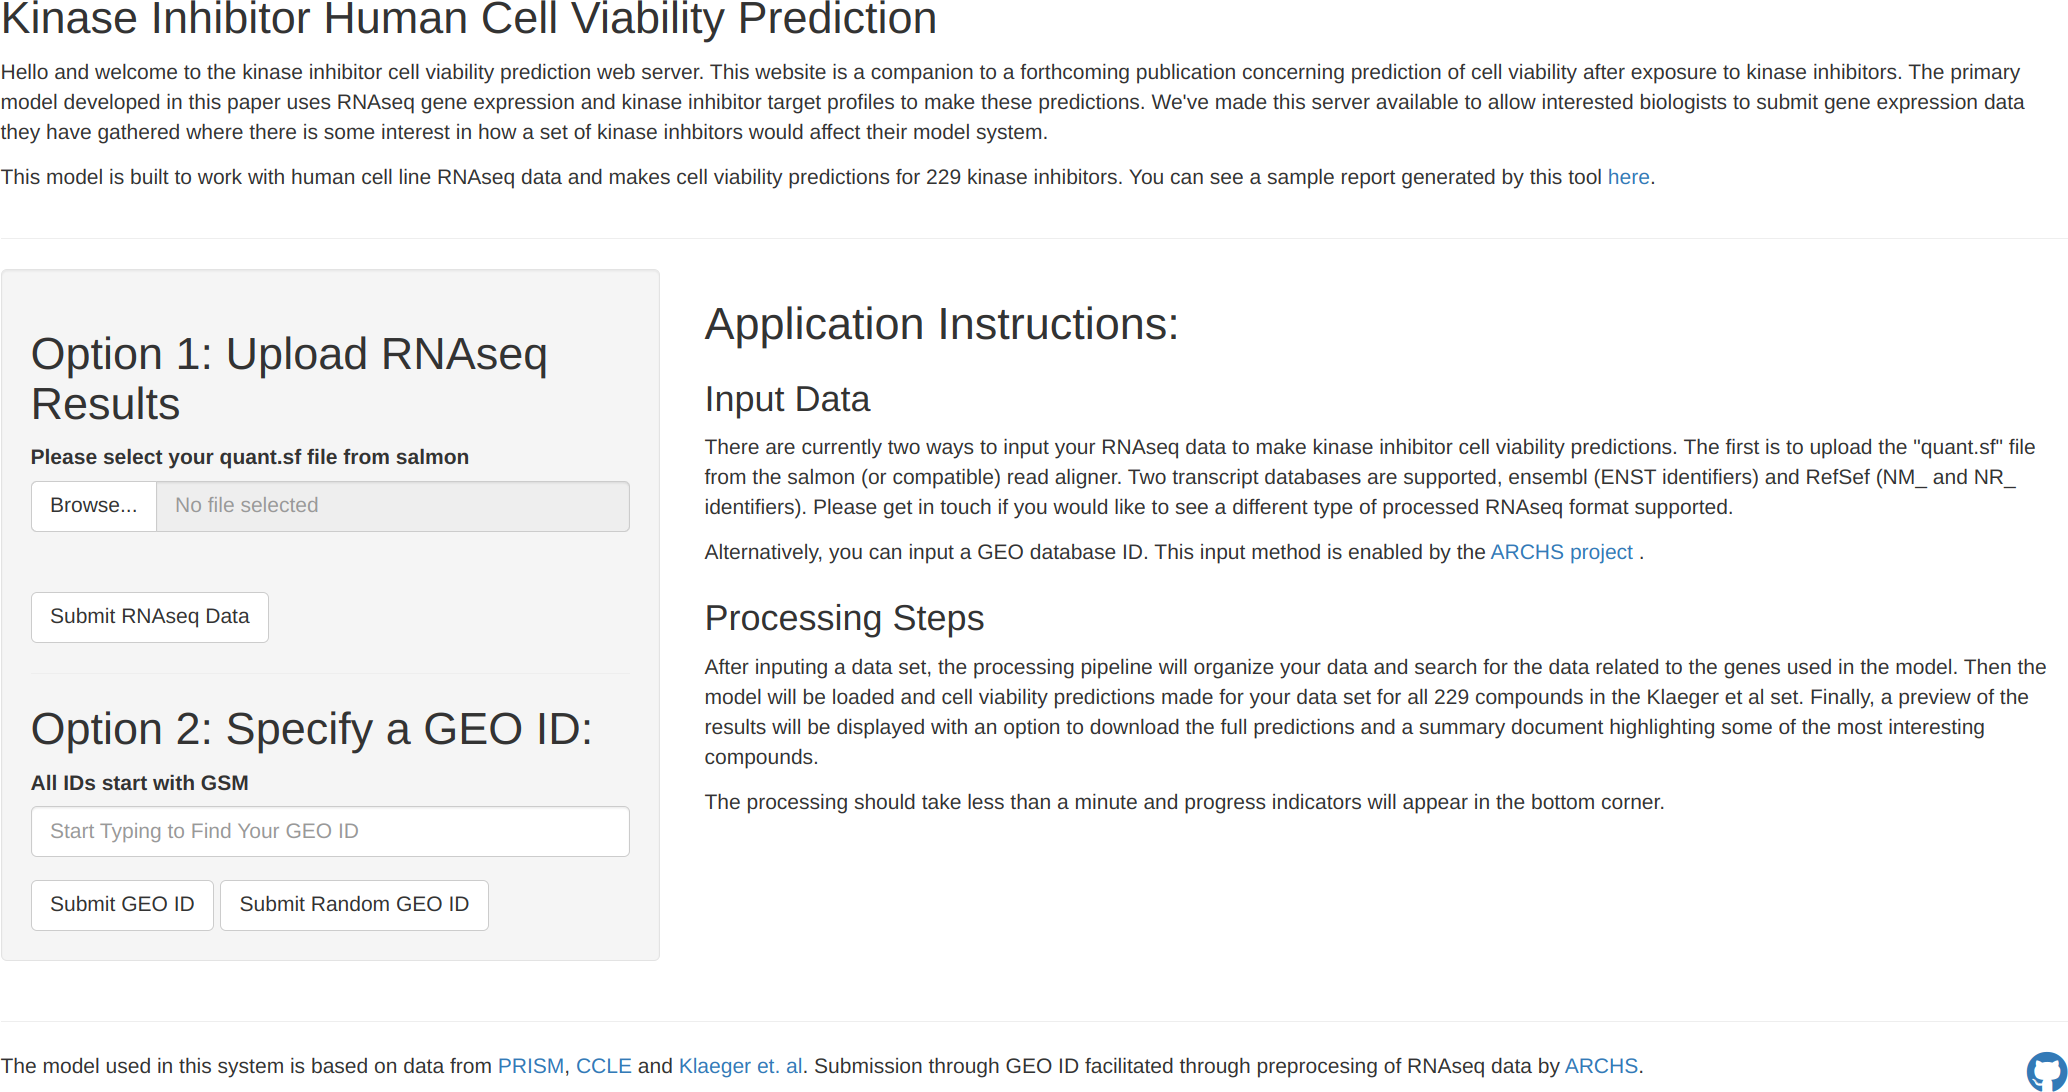 Kinase Inhibitor Human Cell Viability Prediction
Hello and welcome to the kinase inhibitor cell viability prediction web server. This website is a companion to a forthcoming publication concerning prediction of cell viability after exposure to kinase inhibitors. The primary
model developed in this paper uses RNAseq gene expression and kinase inhibitor target profiles to make these predictions. We've made this server available to allow interested biologists to submit gene expression data
they have gathered where there is some interest in how a set of kinase inhbitors would affect their model system.
This model is built to work with human cell line RNAseq data and makes cell viability predictions for 229 kinase inhibitors. You can see a sample report generated by this tool here.
Option 1: Upload RNAseq
Results
Please select your quant.sf file from salmon
Browse... No file selected
Submit RNAseq Data
Option 2: Specify a GEO ID:
All IDs start with GSM
Start Typing to Find Your GEO ID
Submit GEO ID Submit Random GEO ID
Application Instructions:
Input Data
There are currently two ways to input your RNAseq data to make kinase inhibitor cell viability predictions. The first is to upload the "quant.sf" file
from the salmon (or compatible) read aligner. Two transcript databases are supported, ensembl (ENST identifiers) and RefSef (NM_ and NR_
identifiers). Please get in touch if you would like to see a different type of processed RNAseq format supported.
Alternatively, you can input a GEO database ID. This input method is enabled by the ARCHS project .
Processing Steps
After inputing a data set, the processing pipeline will organize your data and search for the data related to the genes used in the model. Then the
model will be loaded and cell viability predictions made for your data set for all 229 compounds in the Klaeger et al set. Finally, a preview of the
results will be displayed with an option to download the full predictions and a summary document highlighting some of the most interesting
compounds.
The processing should take less than a minute and progress indicators will appear in the bottom corner.
The model used in this system is based on data from PRISM, CCLE and Klaeger et. al. Submission through GEO ID facilitated through preprocesing of RNAseq data by ARCHS.